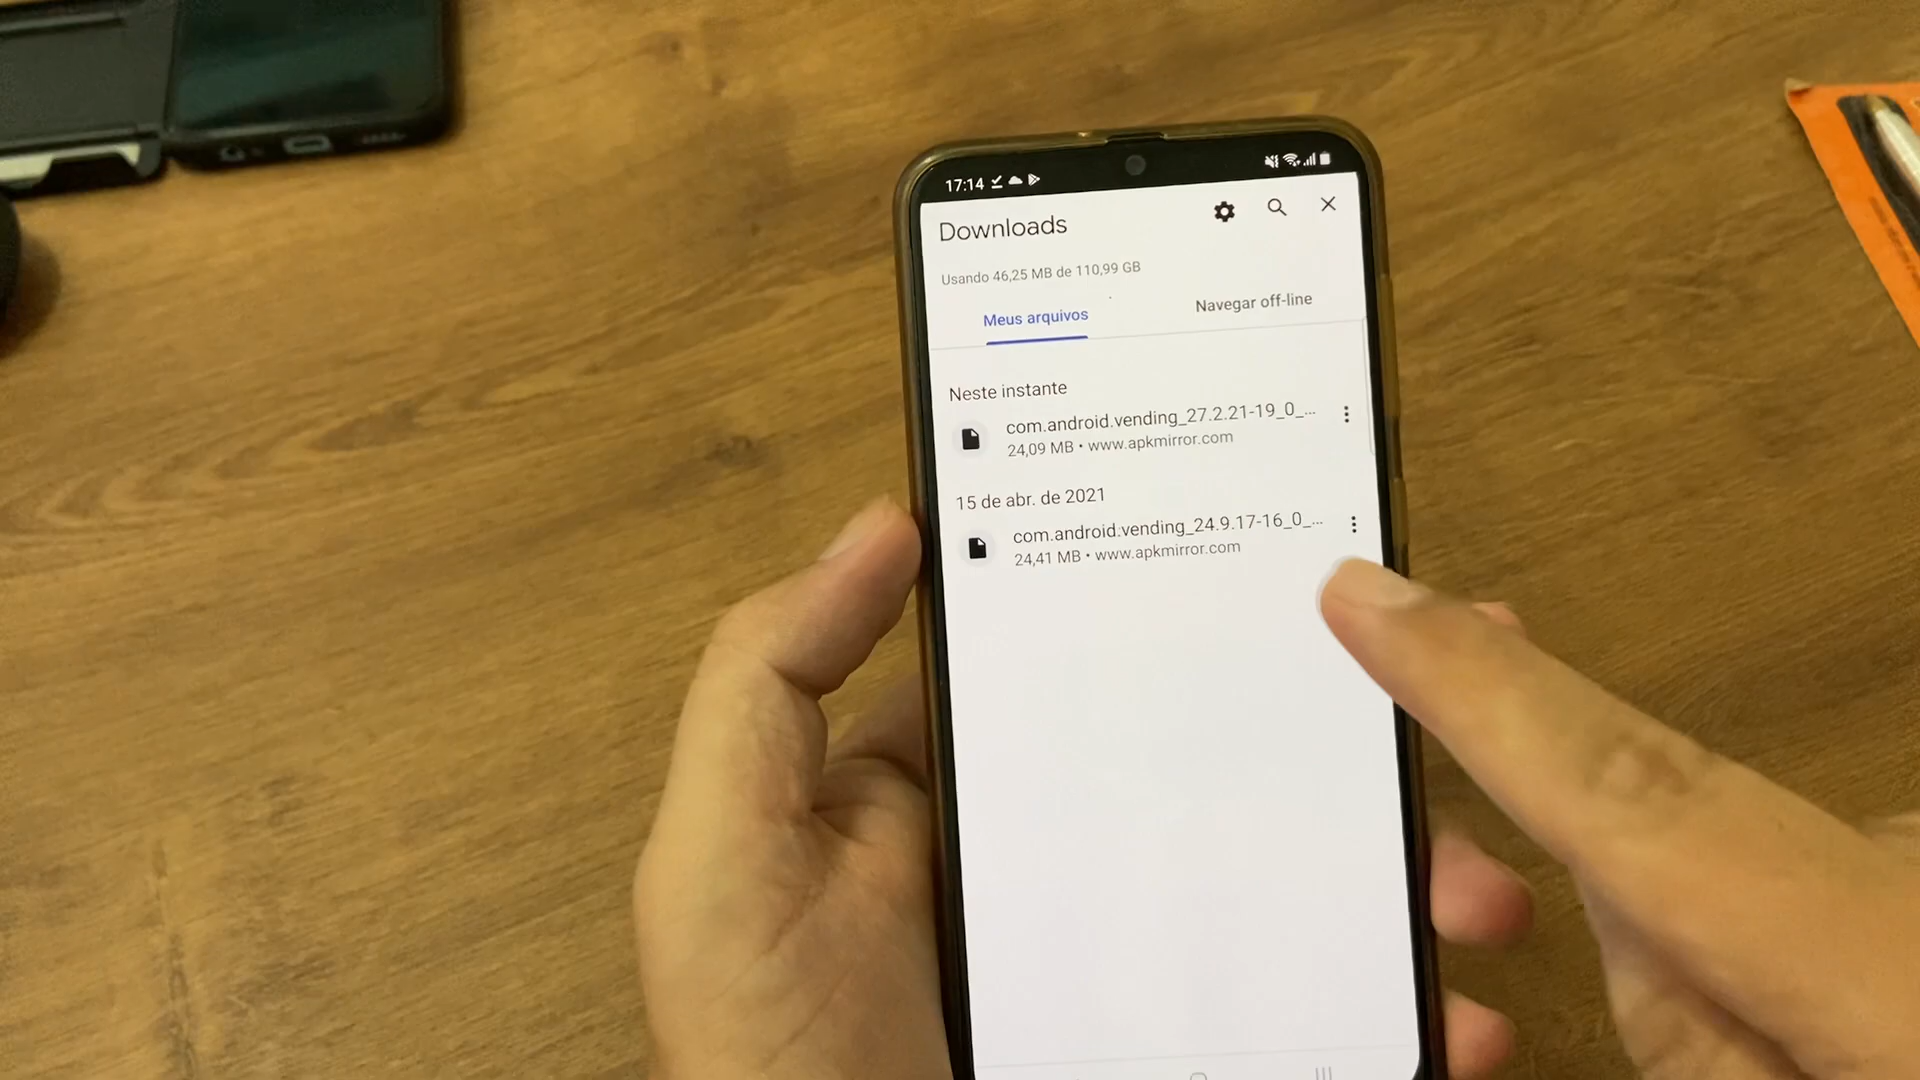 17:14
Downloads
Usando 46,25 MB de 110,99 GB
Meus arquivos
Navegar off-line
Neste instante
com.android.vending_27.2.21-19_0_...
24,09 MB • www.apkmirror.com
15 de abr. de 2021
com.android.vending_24.9.17-16_0_...
24,41 MB • www.apkmirror.com